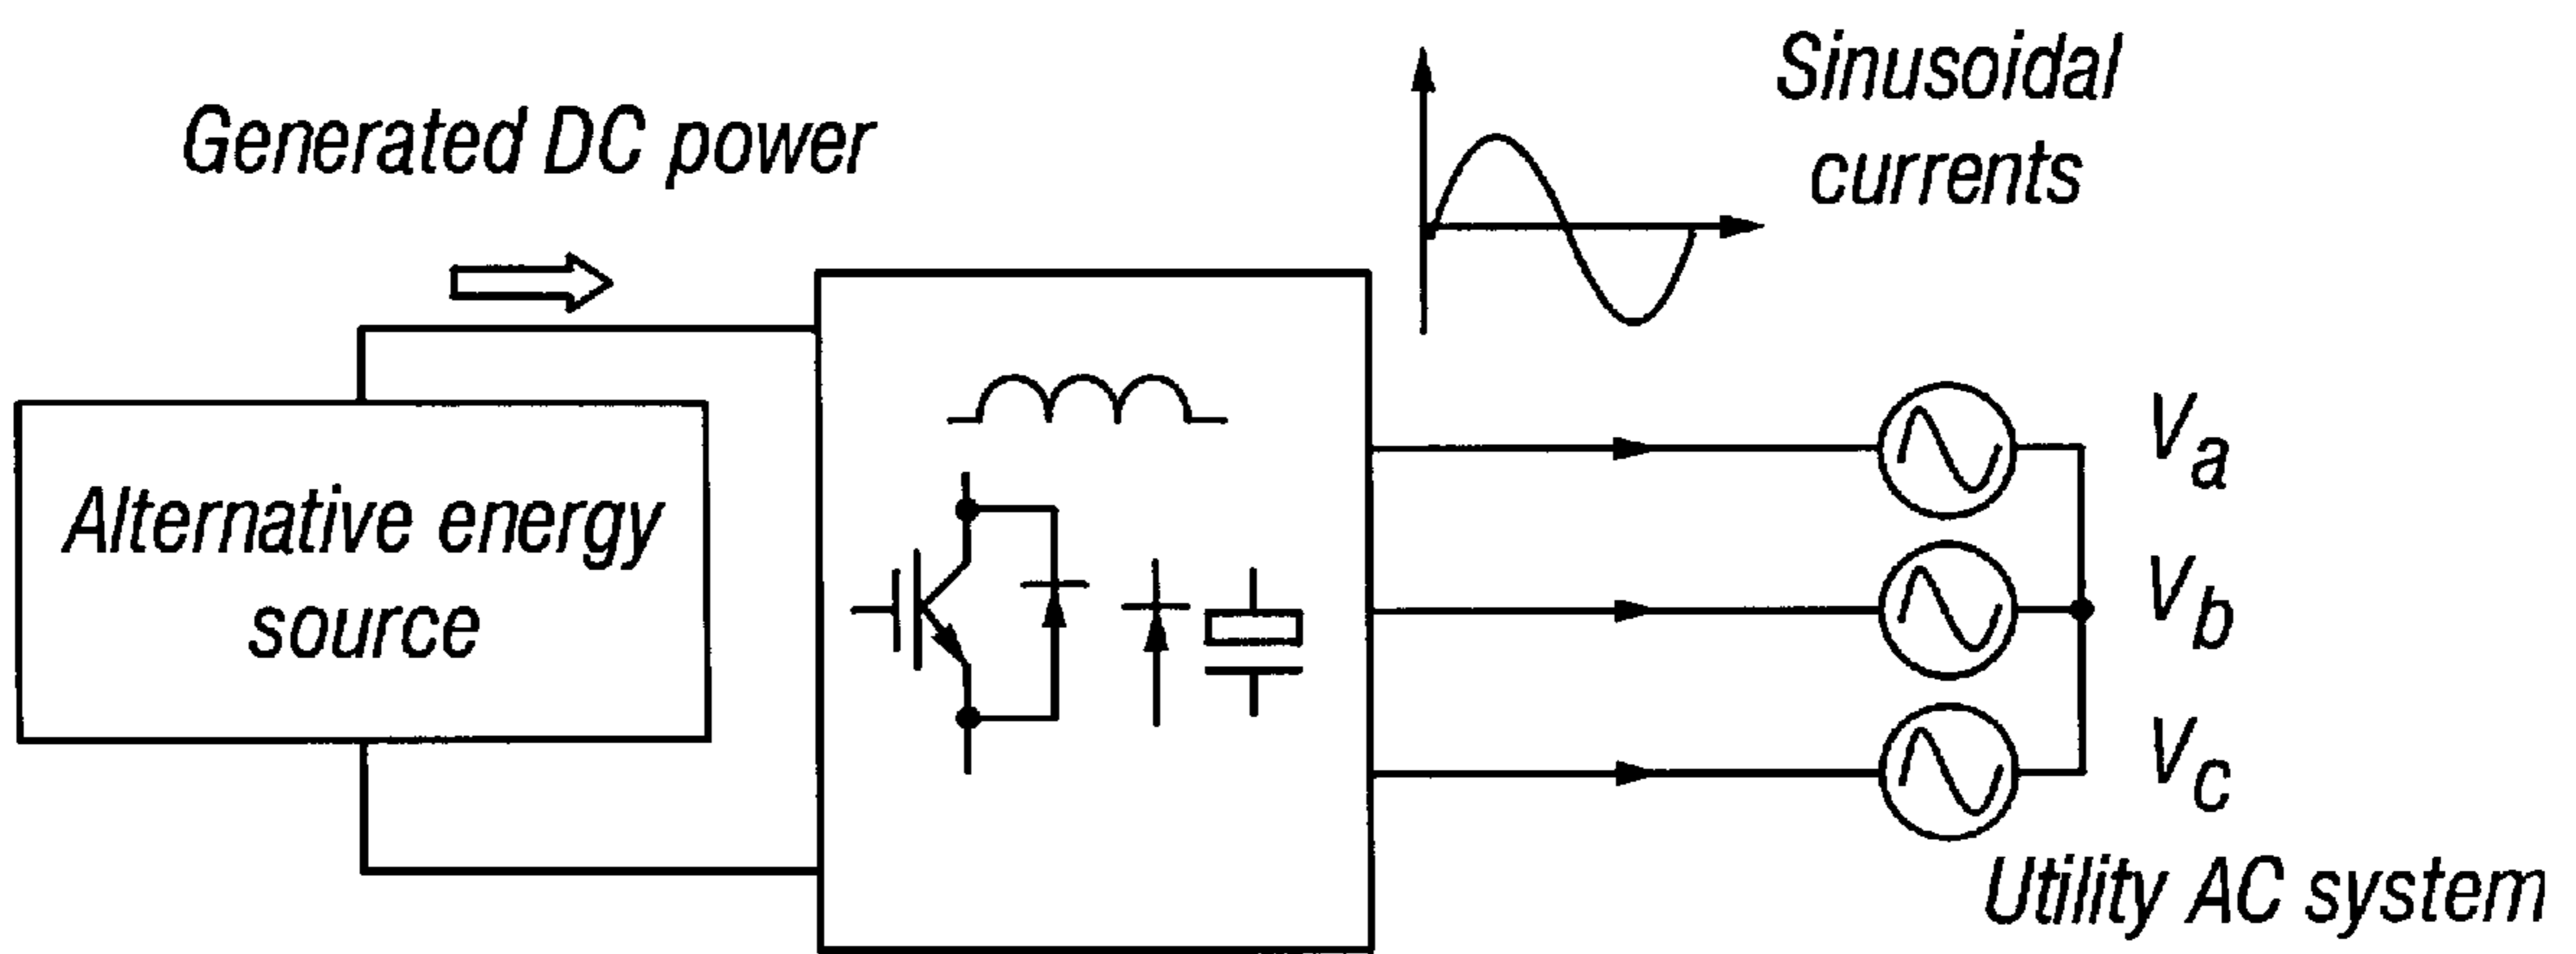 Generated DC power
Sinusoidal
currents
Alternative energy
source
Va
Vb
Vc
Utility AC system